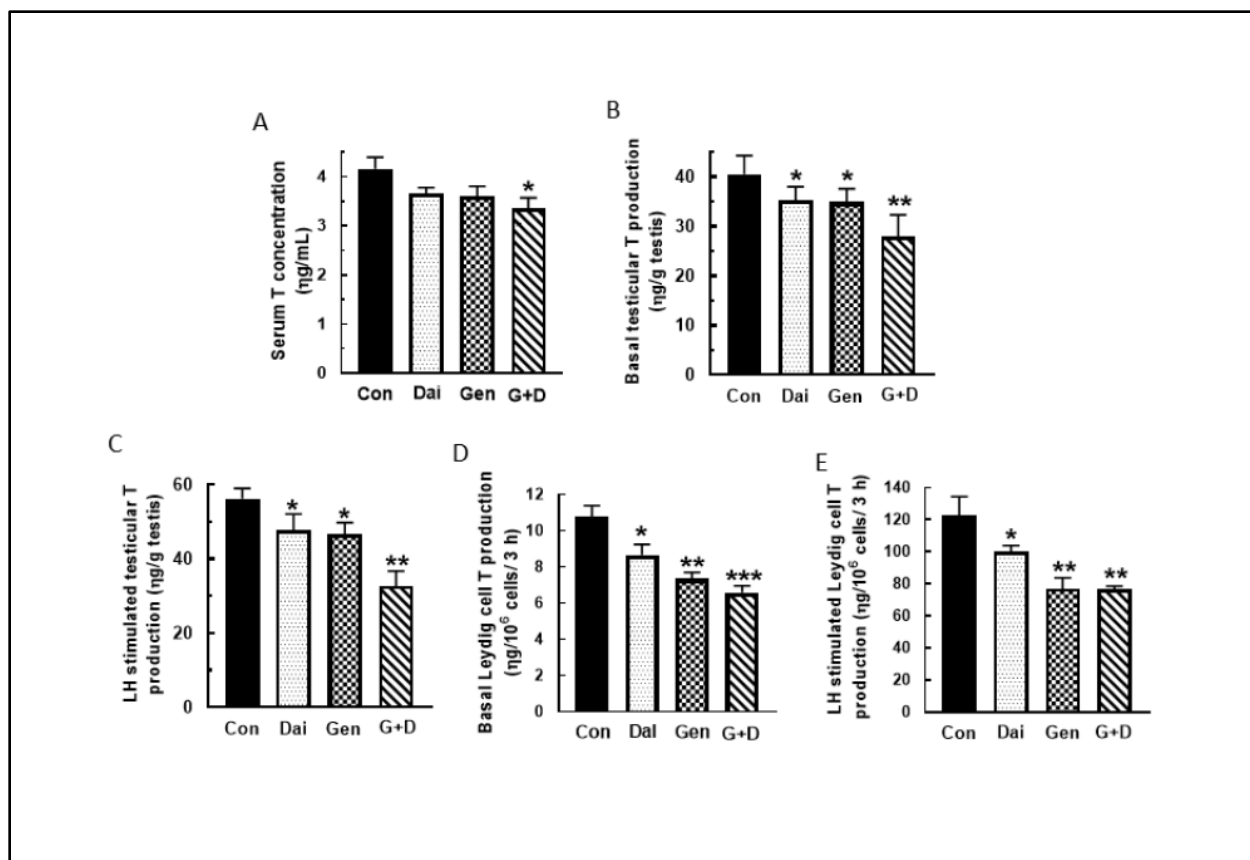 A
Serum T concentration
(ηg/mL)
4
3
2
1
0
*
Con Dai Gen G+D
B
Basal testicular T production
(ηg/g testis)
40
30
20
10
0
* * **
Con Dai Gen G+D
C
LH stimulated testicular T
production (ηg/g testis)
60
40
20
0
* * **
Con Dai Gen G+D
D
Basal Leydig cell T production
(ηg/10⁶ cells/ 3 h)
12
10
8
6
4
2
0
* ** ***
Con Dal Gen G+D
E
LH stimulated Leydig cell T
production (ηg/10⁶ cells/ 3 h)
140
120
100
80
60
40
20
0
* ** **
Con Dai Gen G+D